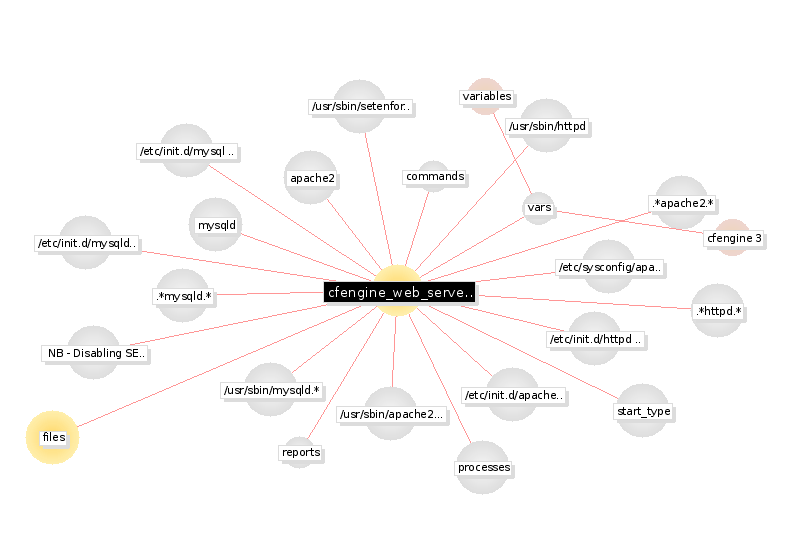 variables
/usr/sbin/setenfor..
/usr/sbin/httpd
/etc/init.d/mysql ..
apache2
commands
.*apache2.*
vars
mysqld
cfengine 3
/etc/init.d/mysqld..
/etc/sysconfig/apa..
cfengine_web_serve..
.*mysqld.*
.*httpd.*
/etc/init.d/httpd ..
NB - Disabling SE..
/usr/sbin/mysqld.*
/etc/init.d/apache..
/usr/sbin/apache2...
start_type
files
reports
processes